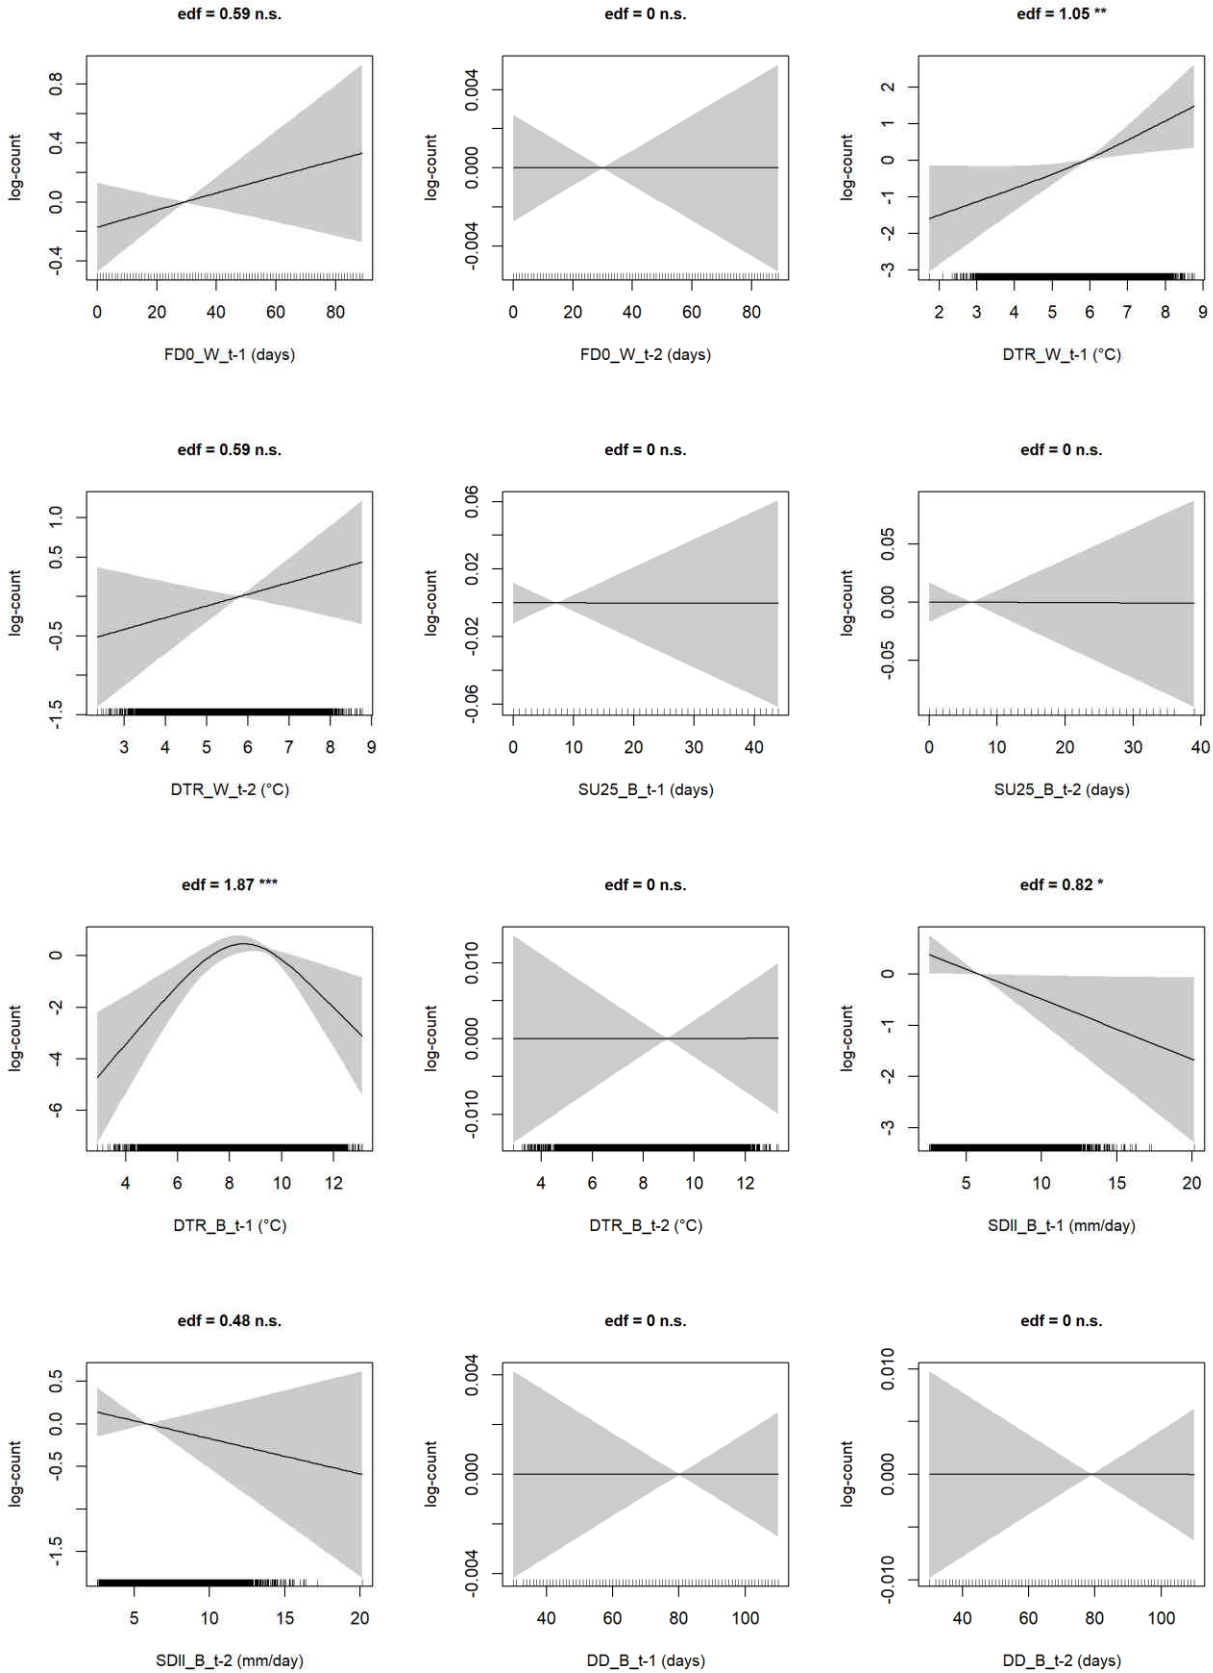 edf = 0.59 n.s.
edf = 0 n.s.
edf = 1.05 **
log-count
-0.4 0.0 0.4 0.8
0 20 40 60 80
FD0_W_t-1 (days)
log-count
-0.004 0.000 0.004
0 20 40 60 80
FD0_W_t-2 (days)
log-count
-3 -2 -1 0 1 2
2 3 4 5 6 7 8 9
DTR_W_t-1 (°C)
edf = 0.59 n.s.
edf = 0 n.s.
edf = 0 n.s.
log-count
-1.5 -0.5 0.5 1.0
3 4 5 6 7 8 9
DTR_W_t-2 (°C)
log-count
-0.06 -0.02 0.02 0.06
0 10 20 30 40
SU25_B_t-1 (days)
log-count
-0.05 0.00 0.05
0 10 20 30 40
SU25_B_t-2 (days)
edf = 1.87 ***
edf = 0 n.s.
edf = 0.82 *
log-count
-6 -4 -2 0
4 6 8 10 12
DTR_B_t-1 (°C)
log-count
-0.010 0.000 0.010
4 6 8 10 12
DTR_B_t-2 (°C)
log-count
-3 -2 -1 0
5 10 15 20
SDII_B_t-1 (mm/day)
edf = 0.48 n.s.
edf = 0 n.s.
edf = 0 n.s.
log-count
-1.5 -0.5 0.0 0.5
5 10 15 20
SDII_B_t-2 (mm/day)
log-count
-0.004 0.000 0.004
40 60 80 100
DD_B_t-1 (days)
log-count
-0.010 0.000 0.010
40 60 80 100
DD_B_t-2 (days)